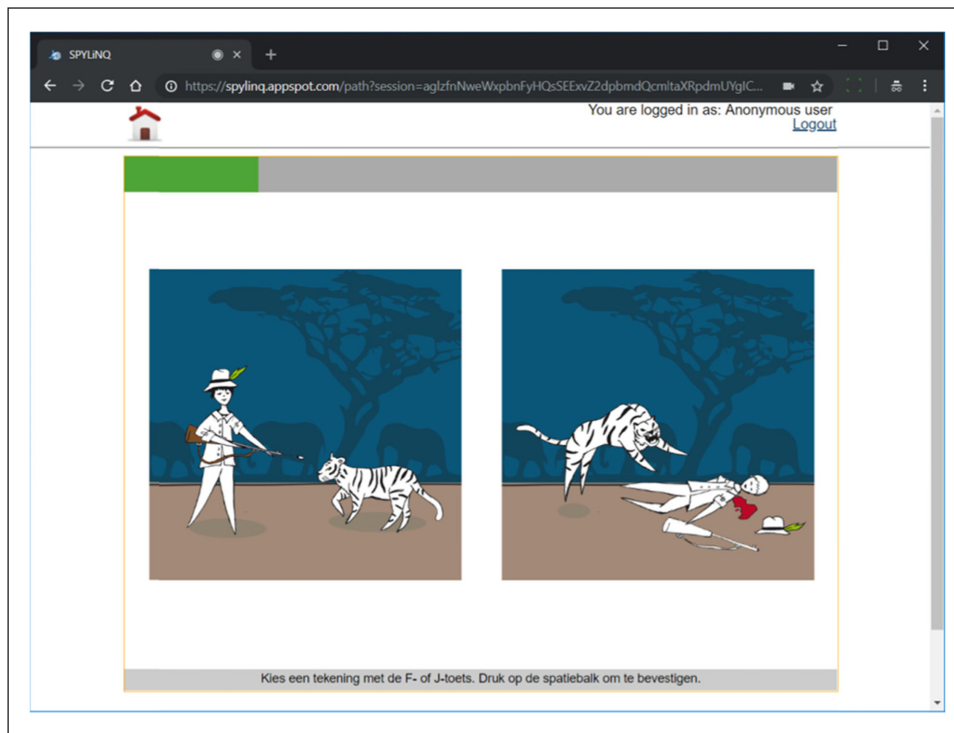 SPYLiNQ
https://spylinq.appspot.com/path?session=aglzfnNweWxpbnFyHQsSEExvZ2dpbmdQcmltaXRpdmUYgIC...
You are logged in as: Anonymous user
Logout
Kies een tekening met de F- of J-toets. Druk op de spatiebalk om te bevestigen.